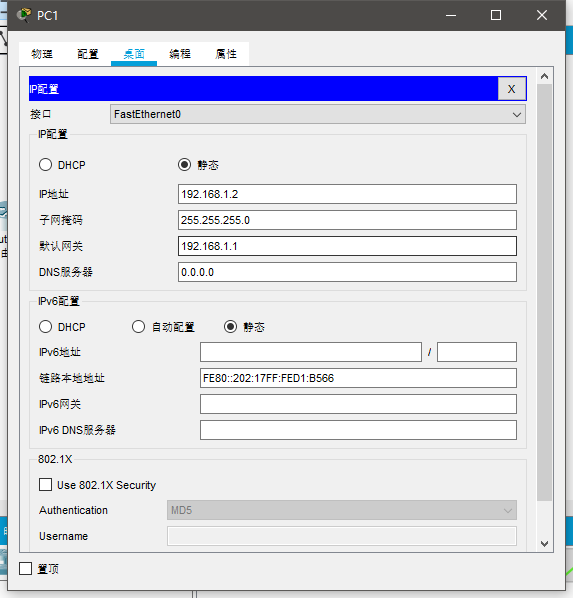 PC1
物理 配置 桌面 编程 属性
IP配置 X
接口 FastEthernet0
IP配置
DHCP 静态
IP地址 192.168.1.2
子网掩码 255.255.255.0
默认网关 192.168.1.1
DNS服务器 0.0.0.0
IPv6配置
DHCP 自动配置 静态
IPv6地址 /
链路本地地址 FE80::202:17FF:FED1:B566
IPv6网关
IPv6 DNS服务器
802.1X
Use 802.1X Security
Authentication MD5
Username
置顶